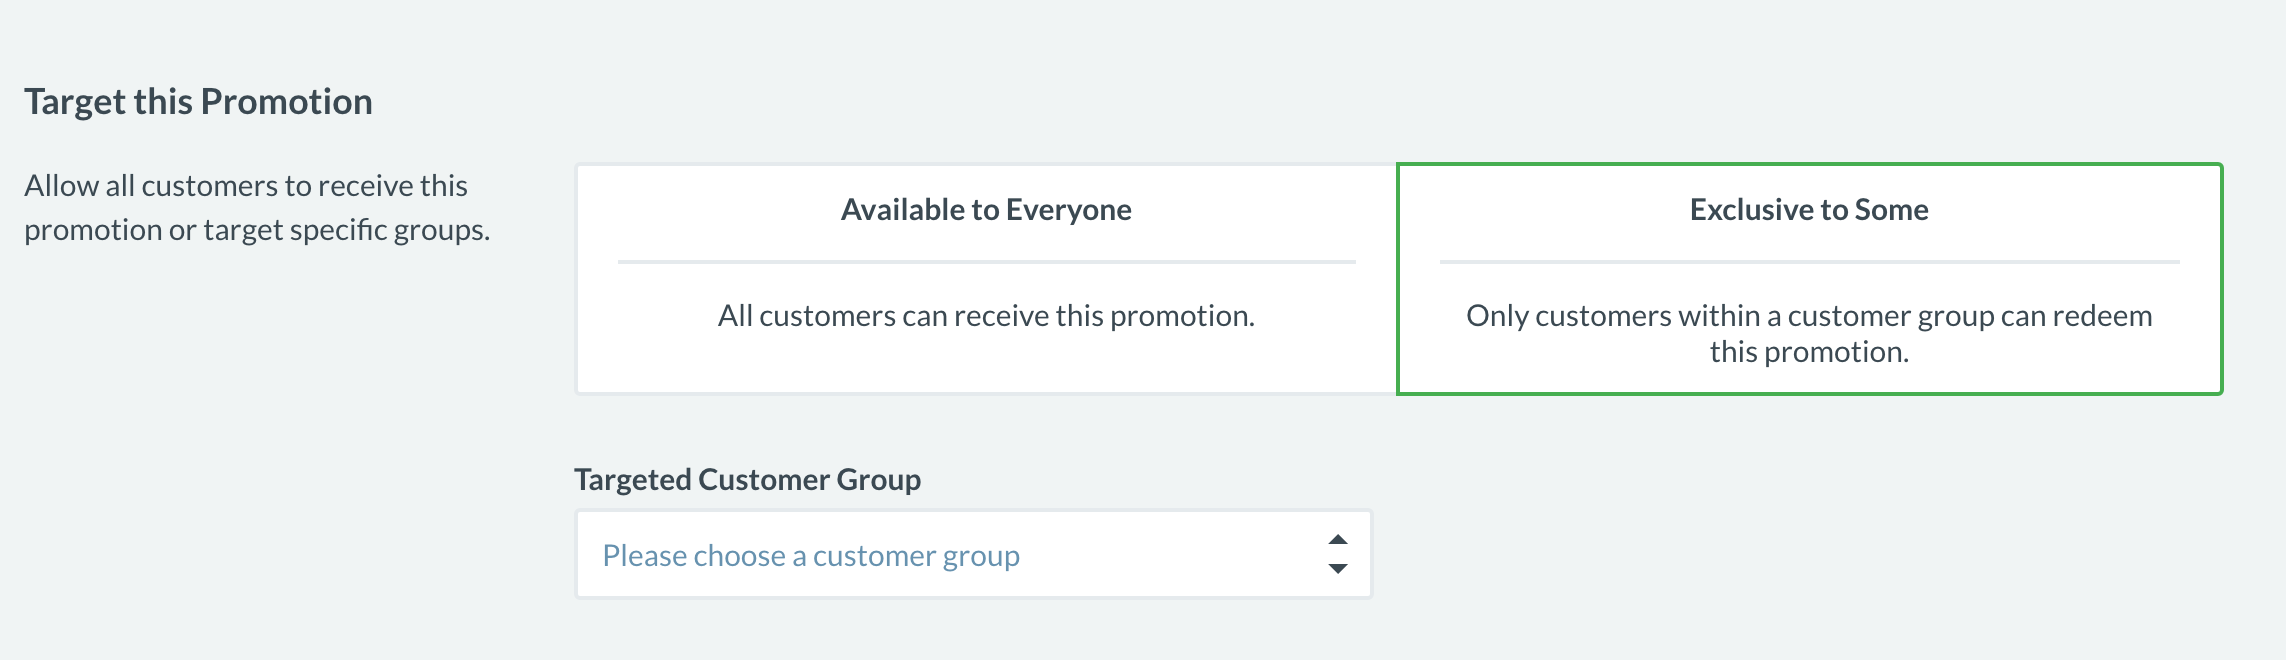 Target this Promotion
Allow all customers to receive this
promotion or target specific groups.
Available to Everyone
All customers can receive this promotion.
Exclusive to Some
Only customers within a customer group can redeem
this promotion.
Targeted Customer Group
Please choose a customer group